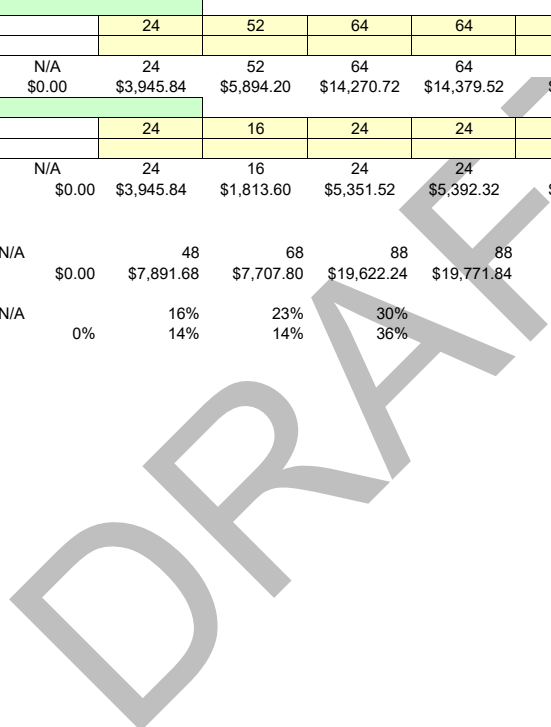 24 52 64 64
N/A 24 52 64 64
$0.00 $3,945.84 $5,894.20 $14,270.72 $14,379.52
24 16 24 24
N/A 24 16 24 24
$0.00 $3,945.84 $1,813.60 $5,351.52 $5,392.32
N/A 48 68 88 88
$0.00 $7,891.68 $7,707.80 $19,622.24 $19,771.84
N/A 16% 23% 30%
0% 14% 14% 36%
DRAF